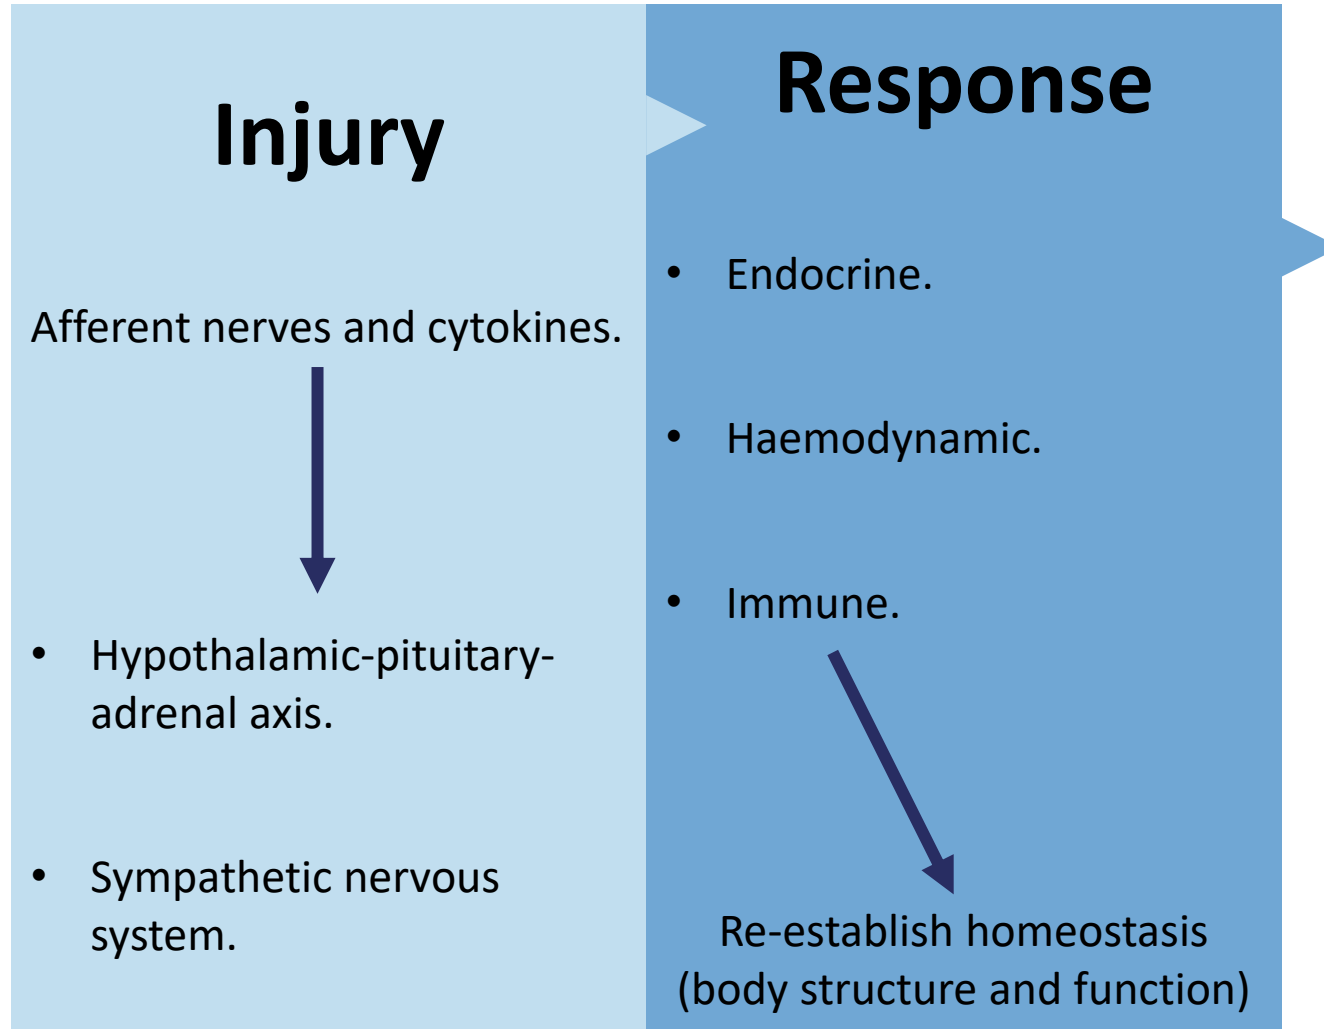 Injury
Afferent nerves and cytokines.
• Hypothalamic-pituitary-
adrenal axis.
• Sympathetic nervous
system.
Response
• Endocrine.
• Haemodynamic.
• Immune.
Re-establish homeostasis
(body structure and function)